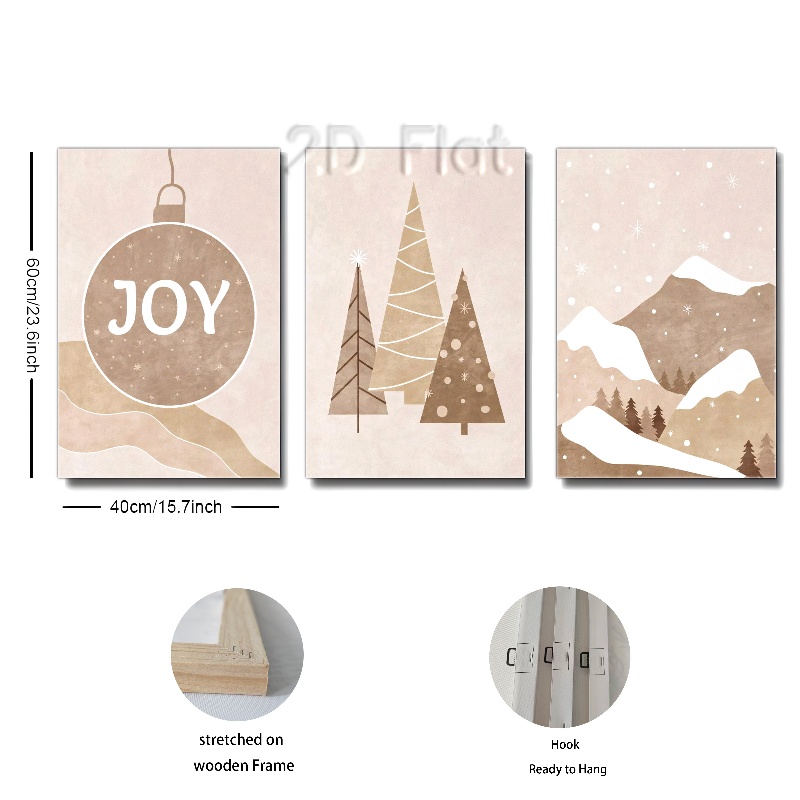 2D Flat
JOY
60cm/23.6inch
40cm/15.7inch
stretched on
wooden Frame
Hook
Ready to Hang